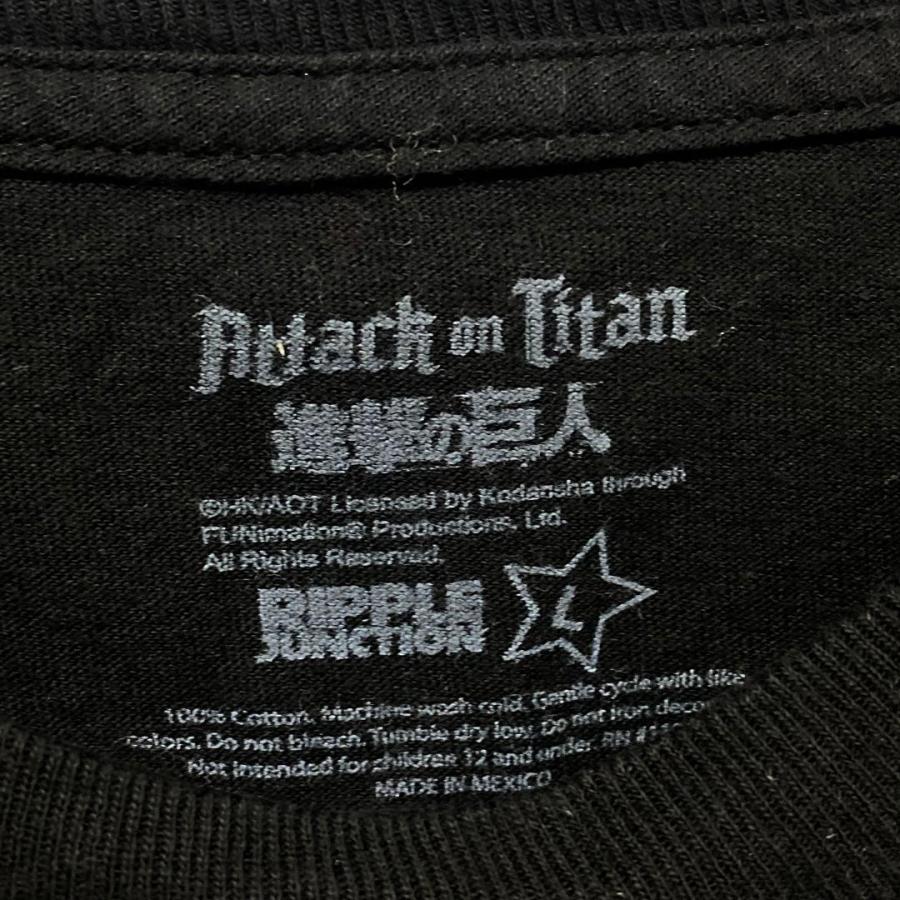 Attack on Titan
進撃の巨人
©HK/AOT Licensed by Kodansha through
FUNimation® Productions, Ltd.
All Rights Reserved.
RIPPLE
JUNCTION
L
100% Cotton. Machine wash cold. Gentle cycle with like
colors. Do not bleach. Tumble dry low. Do not iron
Not intended for children 12 and under. RN
MADE IN MEXICO